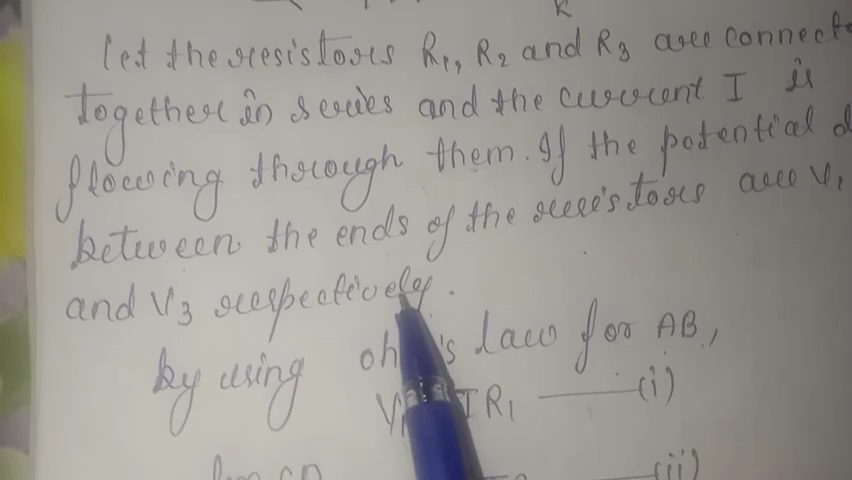 K
Let the resistors R1, R2 and R3 are connect
together in series and the current I is
flowing through them. If the potential d
between the ends of the resistors are V1
and V3 respectively.
by using ohm's law for AB,
V1 = IR1 ——— (i)
——— (ii)